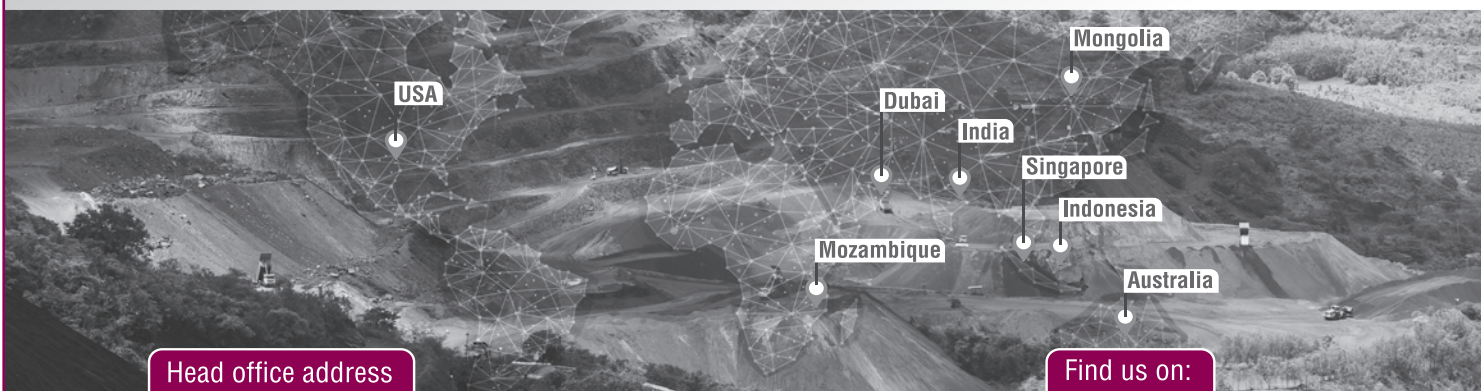 Mongolia
USA
Dubai
India
Singapore
Indonesia
Mozambique
Australia
Head office address
Find us on: